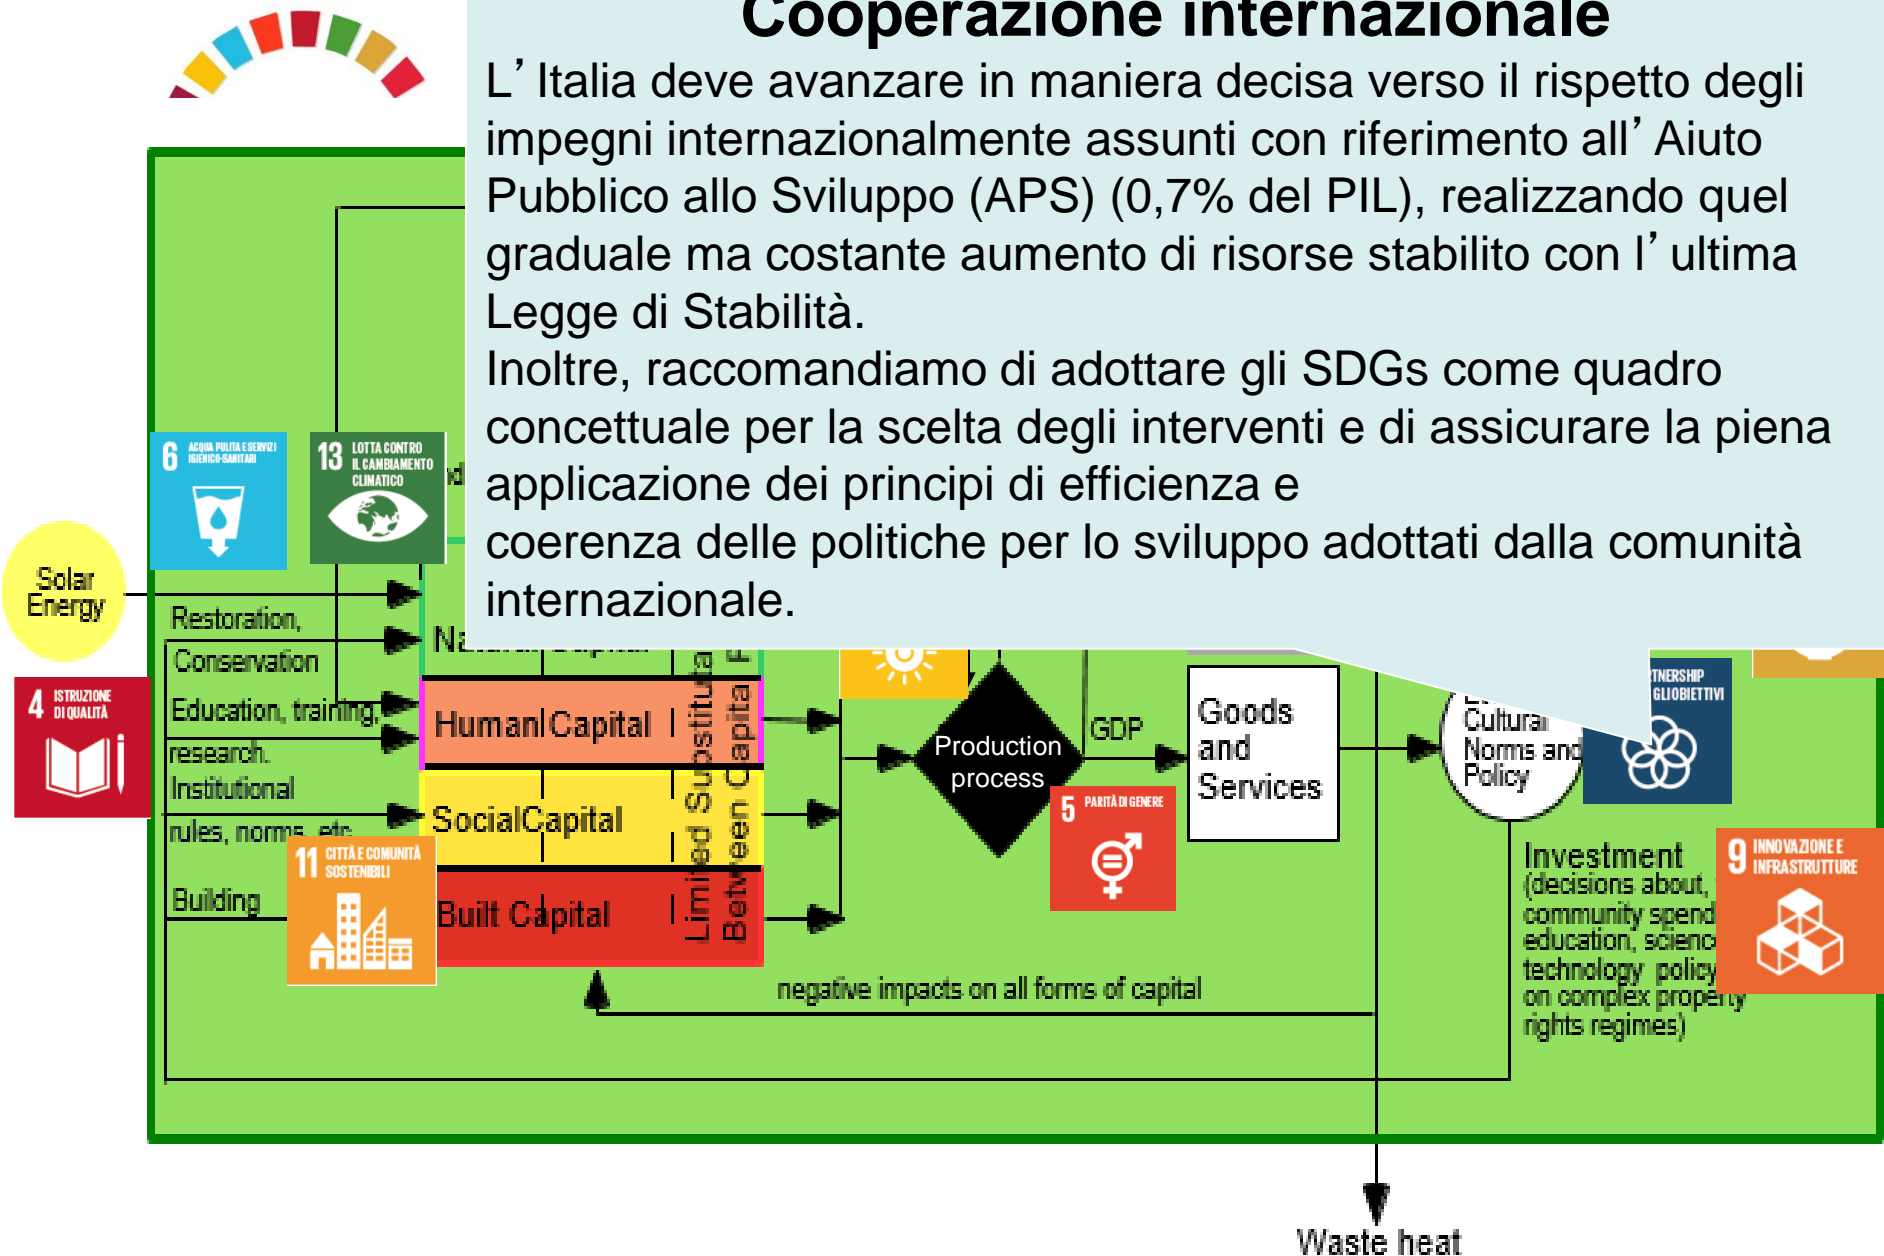 Cooperazione internazionale
L’Italia deve avanzare in maniera decisa verso il rispetto degli
impegni internazionalmente assunti con riferimento all’Aiuto
Pubblico allo Sviluppo (APS) (0,7% del PIL), realizzando quel
graduale ma costante aumento di risorse stabilito con l’ultima
Legge di Stabilità.
Inoltre, raccomandiamo di adottare gli SDGs come quadro
concettuale per la scelta degli interventi e di assicurare la piena
applicazione dei principi di efficienza e
coerenza delle politiche per lo sviluppo adottati dalla comunità
internazionale.
6 ACQUA PULITA E SERVIZI
IGIENICO-SANITARI
13 LOTTA CONTRO
IL CAMBIAMENTO
CLIMATICO
Solar
Energy
Restoration,
Conservation
4 ISTRUZIONE
DI QUALITÀ
Education, training,
research.
Institutional
rules, norms, etc.
Building
11 CITTÀ E COMUNITÀ
SOSTENIBILI
Natural Capital
Human Capital
Social Capital
Built Capital
Limited
Between Capital
Production
process
GDP
5 PARITÀ DI GENERE
Goods
and
Services
Cultural
Norms and
Policy
GLI OBIETTIVI
Investment
(decisions about,
community
education,
technology policy
on complex property
rights regimes)
9 INNOVAZIONE E
INFRASTRUTTURE
negative impacts on all forms of capital
Waste heat